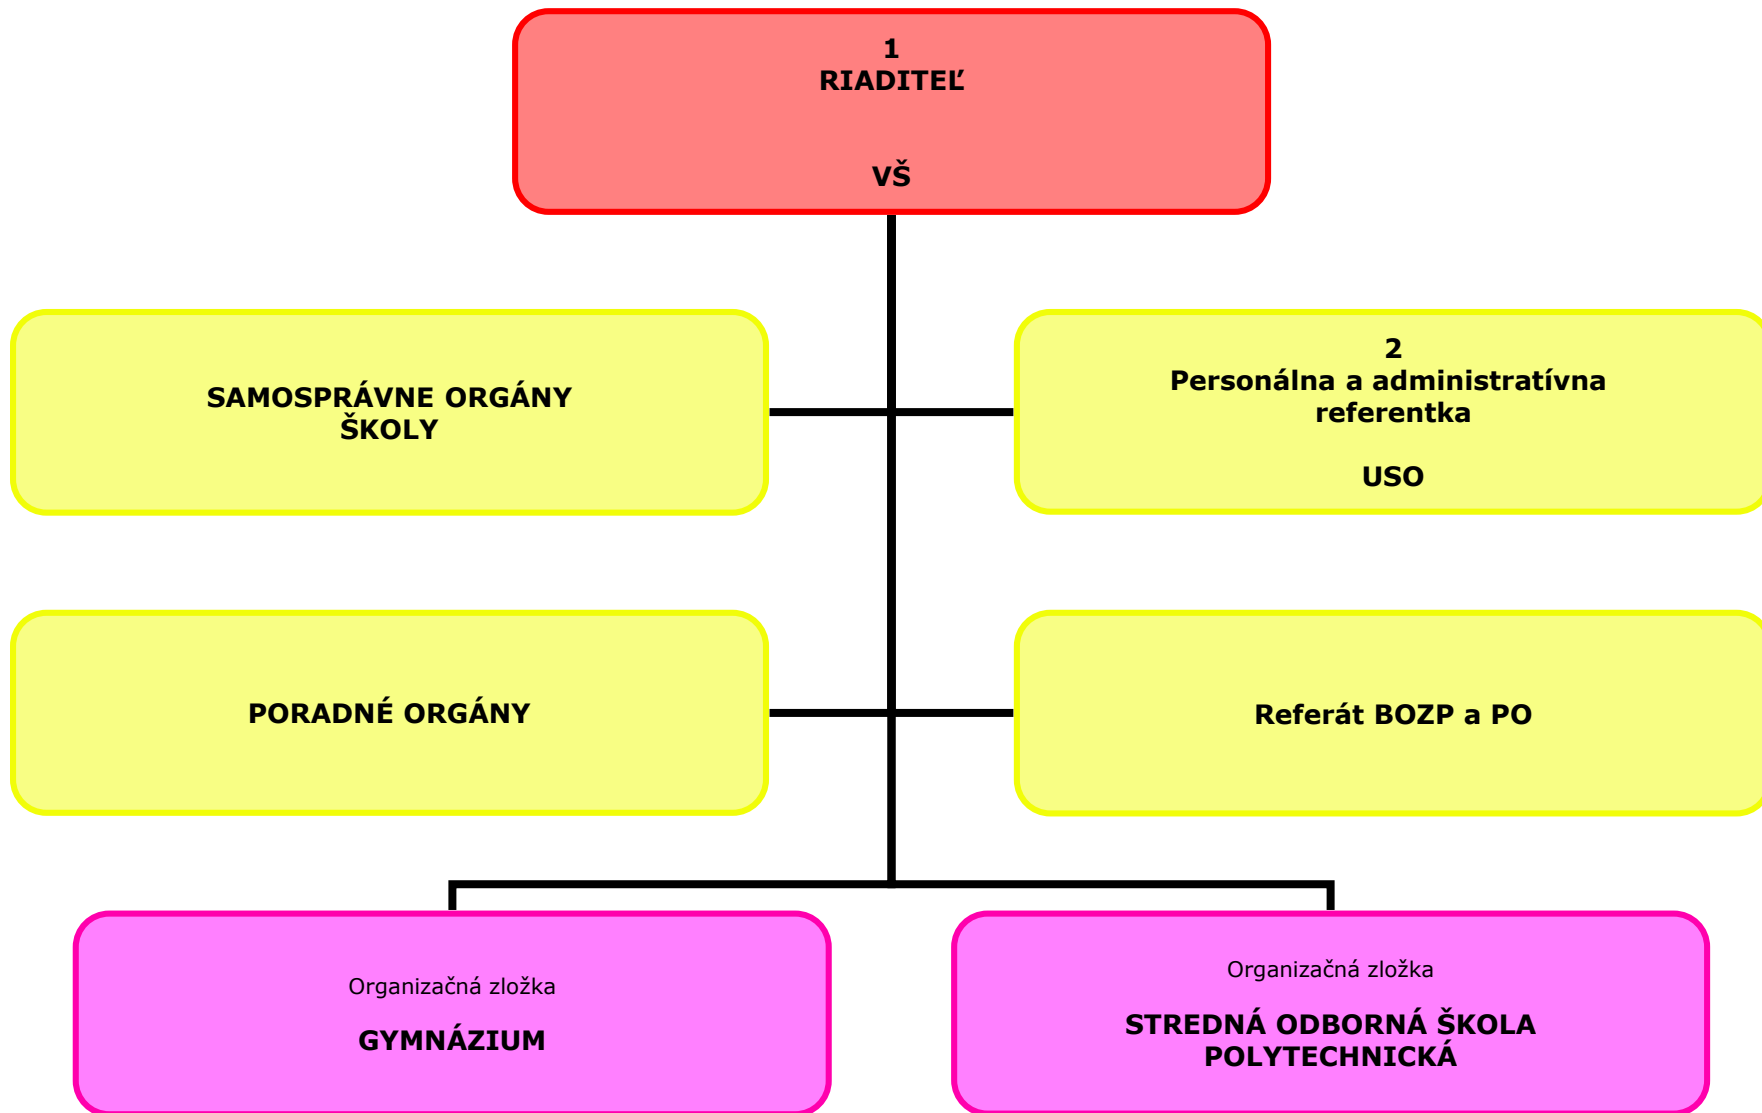 1
RIADITEĽ
VŠ
SAMOSPRÁVNE ORGÁNY
ŠKOLY
2
Personálna a administratívna
referentka
USO
PORADNÉ ORGÁNY
Referát BOZP a PO
Organizačná zložka
GYMNÁZIUM
Organizačná zložka
STREDNÁ ODBORNÁ ŠKOLA
POLYTECHNICKÁ